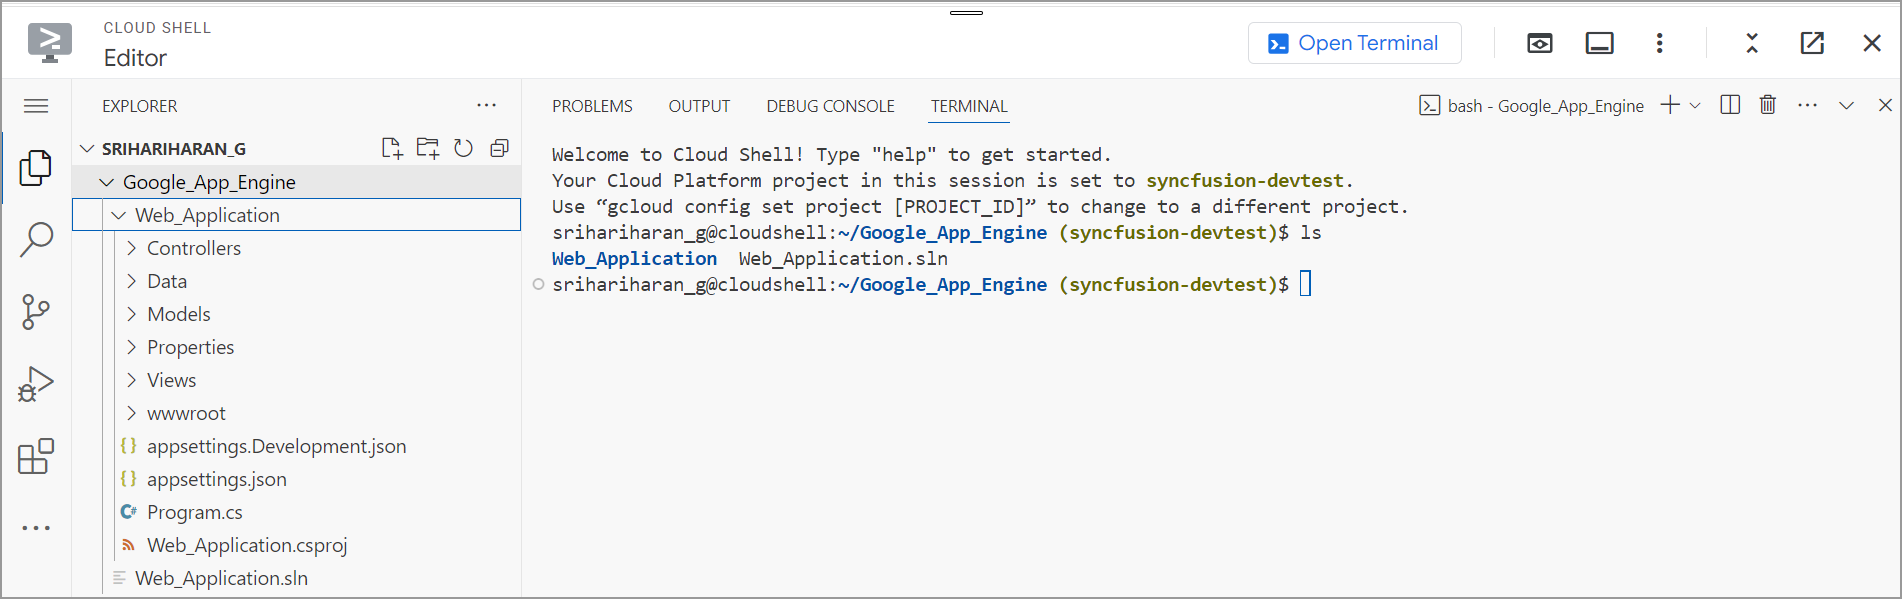 CLOUD SHELL
Editor
Open Terminal
EXPLORER
PROBLEMS OUTPUT DEBUG CONSOLE TERMINAL
bash - Google_App_Engine
SRIHARIHARAN_G
Google_App_Engine
Web_Application
Controllers
Data
Models
Properties
Views
wwwroot
{} appsettings.Development.json
{} appsettings.json
C# Program.cs
Web_Application.csproj
Web_Application.sln
Welcome to Cloud Shell! Type "help" to get started.
Your Cloud Platform project in this session is set to syncfusion-devtest.
Use “gcloud config set project [PROJECT_ID]” to change to a different project.
srihariharan_g@cloudshell:~/Google_App_Engine (syncfusion-devtest)$ ls
Web_Application  Web_Application.sln
srihariharan_g@cloudshell:~/Google_App_Engine (syncfusion-devtest)$